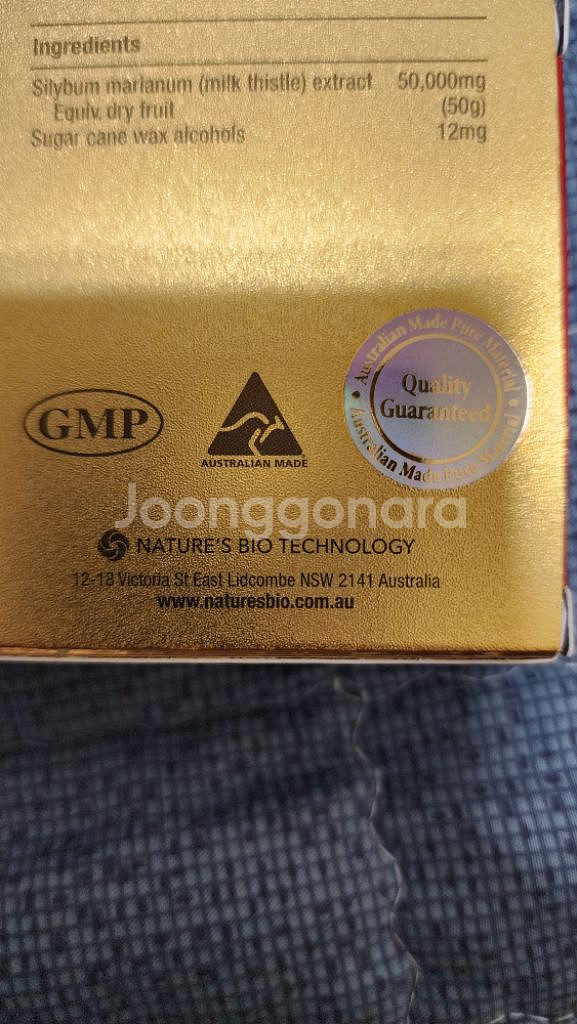 Ingredients
Silybum marianum (milk thistle) extract 50,000mg
Equiv. dry fruit (50g)
Sugar cane wax alcohols 12mg
Australian Made Pure Material
Quality
Guaranteed
Australian Made Pure Material
GMP
AUSTRALIAN MADE
Joonggonara
NATURE'S BIO TECHNOLOGY
12-18 Victoria St East Lidcombe NSW 2141 Australia
www.naturesbio.com.au